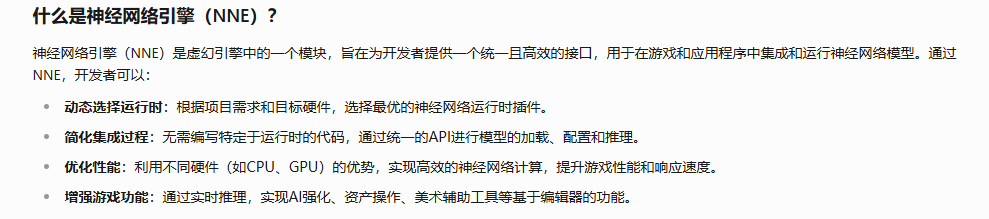 什么是神经网络引擎（NNE）?
神经网络引擎（NNE）是虚幻引擎中的一个模块，旨在为开发者提供一个统一且高效的接口，用于在游戏和应用程序中集成和运行神经网络模型。通过
NNE，开发者可以：
• 动态选择运行时：根据项目需求和目标硬件，选择最优的神经网络运行时插件。
• 简化集成过程：无需编写特定于运行时的代码，通过统一的API进行模型的加载、配置和推理。
• 优化性能：利用不同硬件（如CPU、GPU）的优势，实现高效的神经网络计算，提升游戏性能和响应速度。
• 增强游戏功能：通过实时推理，实现AI强化、资产操作、美术辅助工具等基于编辑器的功能。